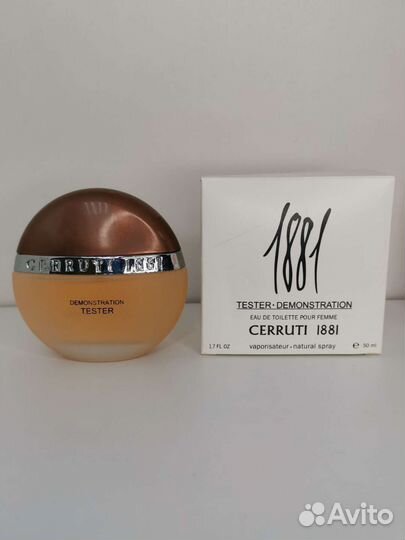 CERRUTI 1881
DEMONSTRATION
TESTER
1881
TESTER · DEMONSTRATION
EAU DE TOILETTE POUR FEMME
CERRUTI 1881
1.7 FL OZ vaporisateur · natural spray e 50 ml
Avito